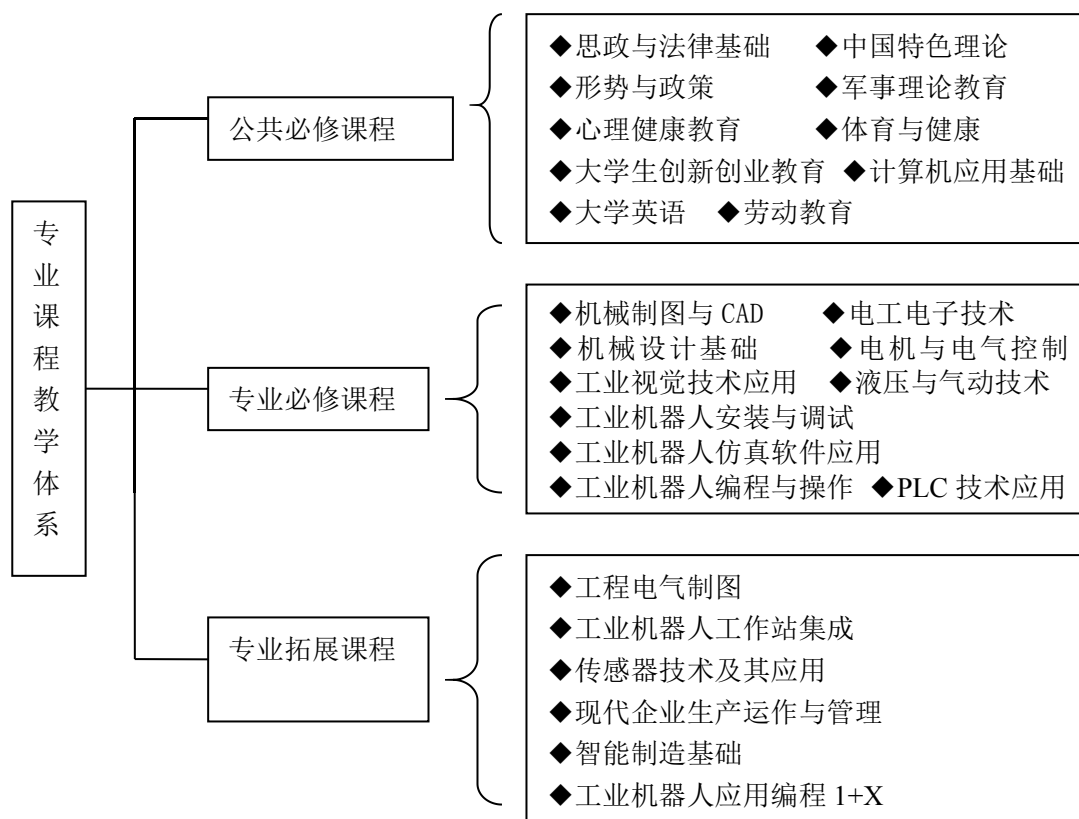 专业课程教学体系
公共必修课程
◆思政与法律基础 ◆中国特色理论
◆形势与政策 ◆军事理论教育
◆心理健康教育 ◆体育与健康
◆大学生创新创业教育 ◆计算机应用基础
◆大学英语 ◆劳动教育
专业必修课程
◆机械制图与 CAD ◆电工电子技术
◆机械设计基础 ◆电机与电气控制
◆工业视觉技术应用 ◆液压与气动技术
◆工业机器人安装与调试
◆工业机器人仿真软件应用
◆工业机器人编程与操作 ◆PLC 技术应用
专业拓展课程
◆工程电气制图
◆工业机器人工作站集成
◆传感器技术及其应用
◆现代企业生产运作与管理
◆智能制造基础
◆工业机器人应用编程 1+X